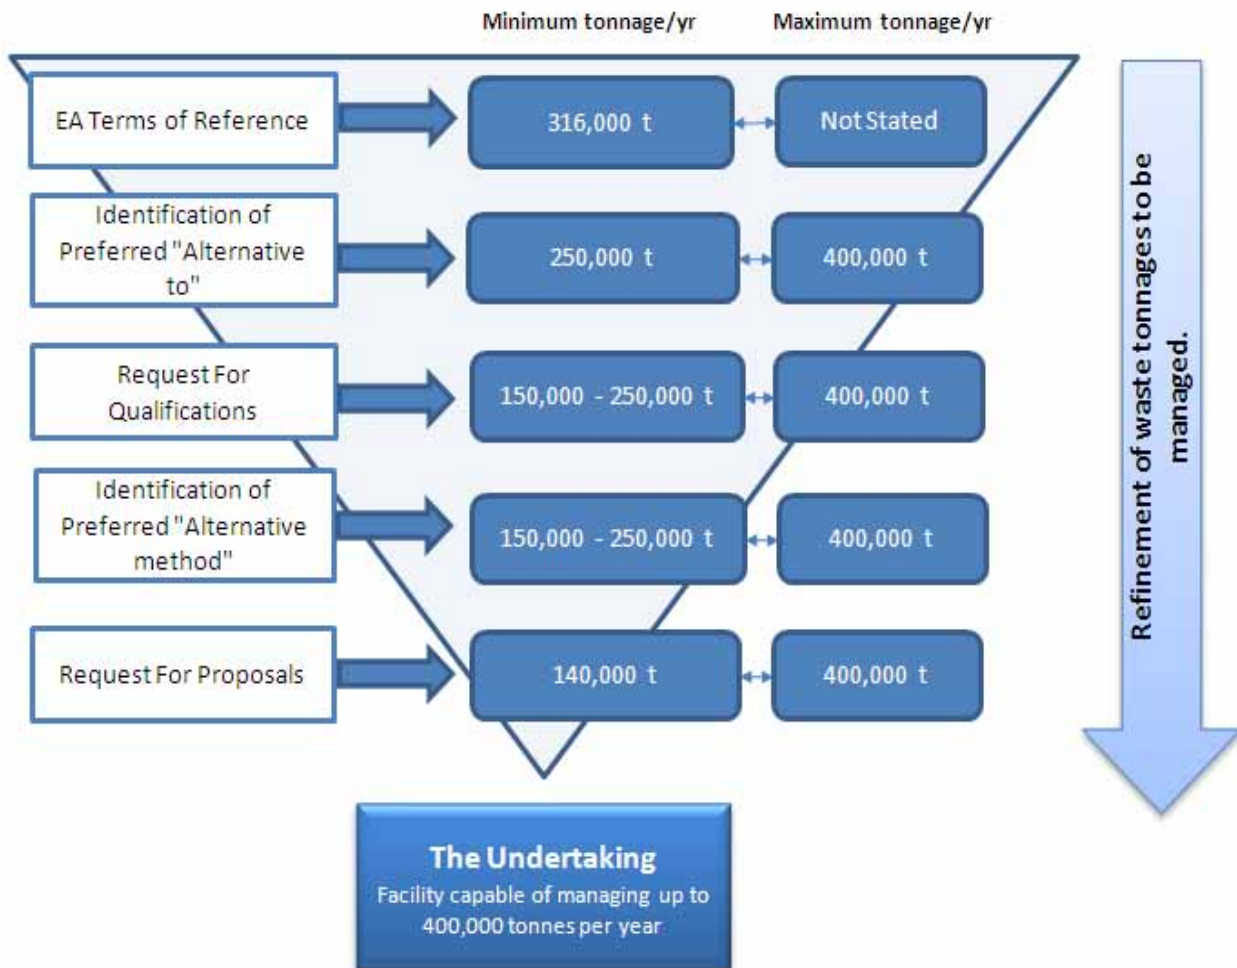 Minimum tonnage/yr
Maximum tonnage/yr
EA Terms of Reference
316,000 t
Not Stated
Identification of
Preferred "Alternative
to"
250,000 t
400,000 t
Request For
Qualifications
150,000 - 250,000 t
400,000 t
Identification of
Preferred "Alternative
method"
150,000 - 250,000 t
400,000 t
Request For Proposals
140,000 t
400,000 t
Refinement of waste tonnages to be
managed.
The Undertaking
Facility capable of managing up to
400,000 tonnes per year